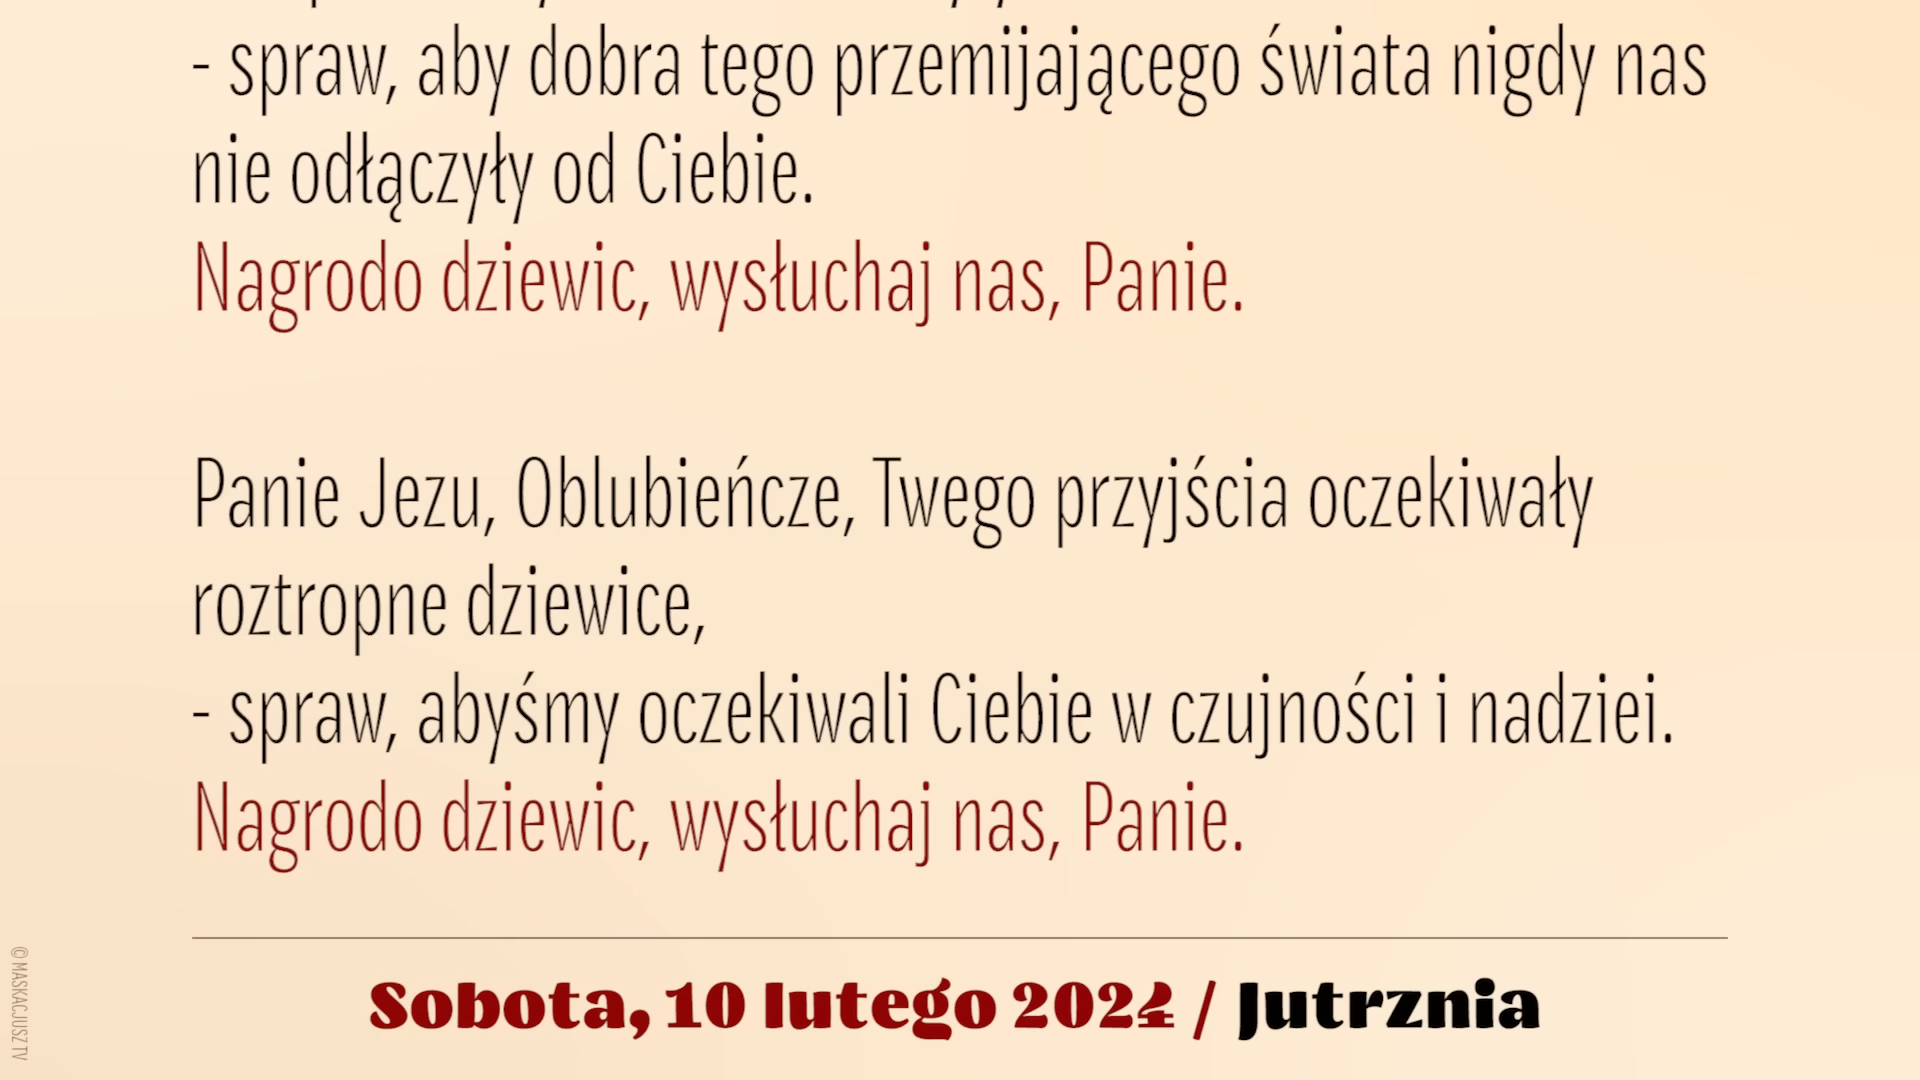 - spraw, aby dobra tego przemijającego świata nigdy nas
nie odłączyły od Ciebie.
Nagrodo dziewic, wysłuchaj nas, Panie.
Panie Jezu, Oblubieńcze, Twego przyjścia oczekiwały
roztropne dziewice,
- spraw, abyśmy oczekiwali Ciebie w czujności i nadziei.
Nagrodo dziewic, wysłuchaj nas, Panie.
Sobota, 10 lutego 2024 / Jutrznia
© MASKACJUSZ TV